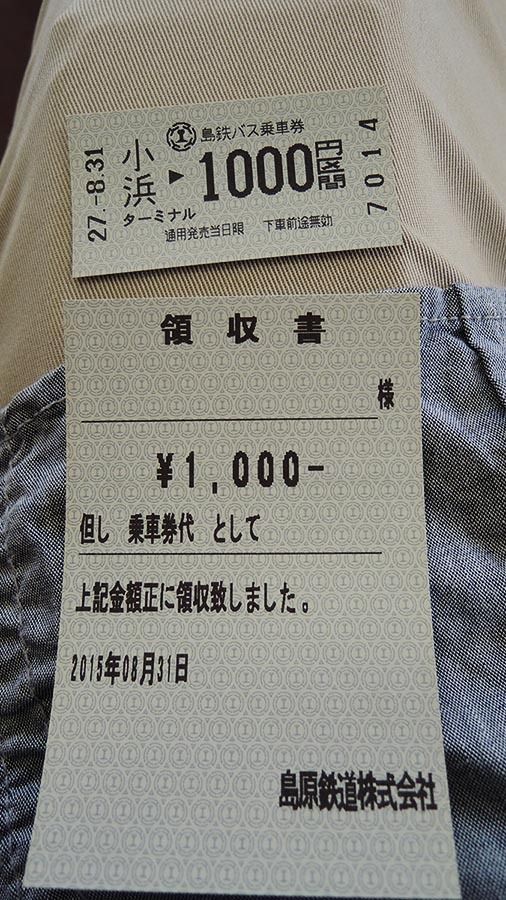 島鉄バス乗車券
27.-8.31
小浜
ターミナル
▶ 1000円区間
7014
通用発売当日限 下車前途無効
領収書
様
¥1,000-
但し 乗車券代 として
上記金額正に領収致しました。
2015年08月31日
島原鉄道株式会社